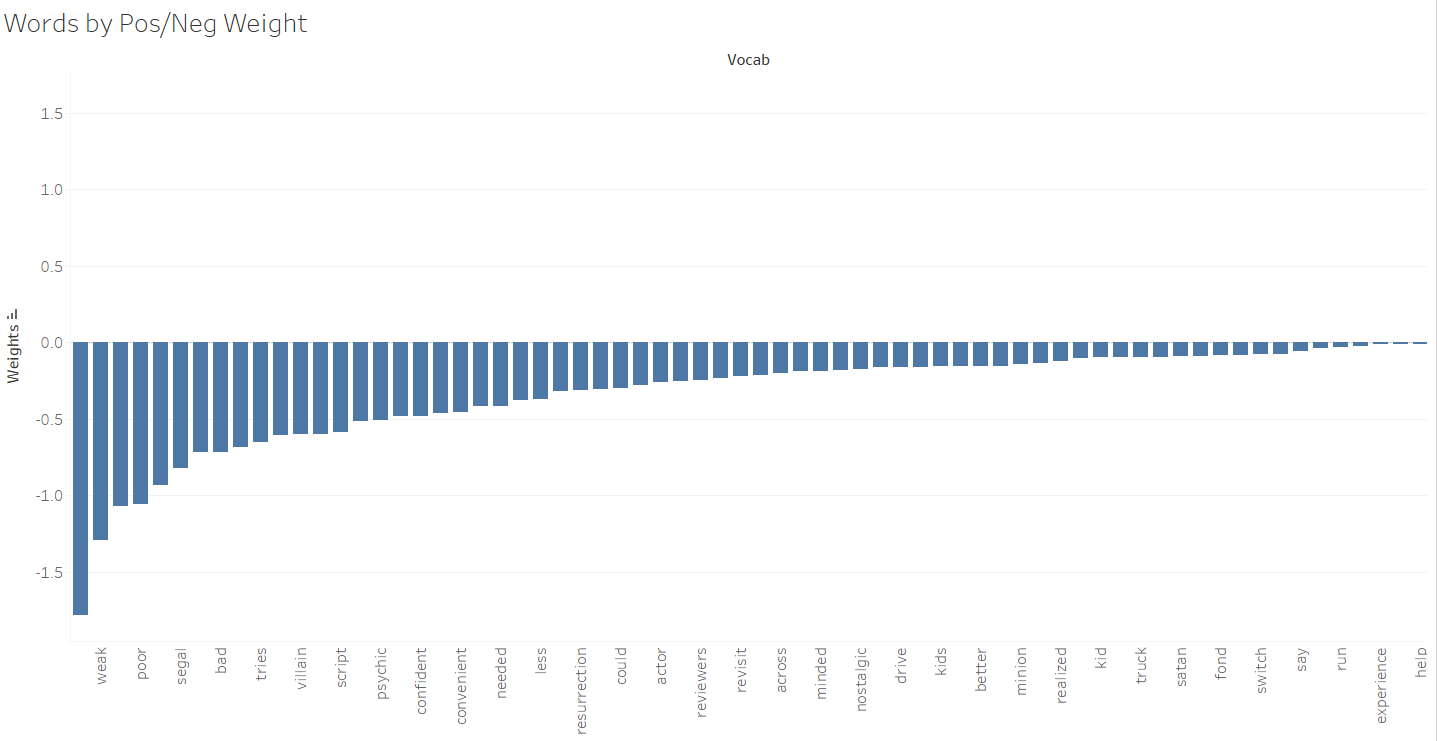 Words by Pos/Neg Weight
Vocab
1.5
1.0
0.5
0.0
-0.5
-1.0
-1.5
Weights
weak
poor
segal
bad
tries
villain
script
psychic
confident
convenient
needed
less
resurrection
could
actor
reviewers
revisit
across
minded
nostalgic
drive
kids
better
minion
realized
kid
truck
satan
fond
switch
say
run
experience
help